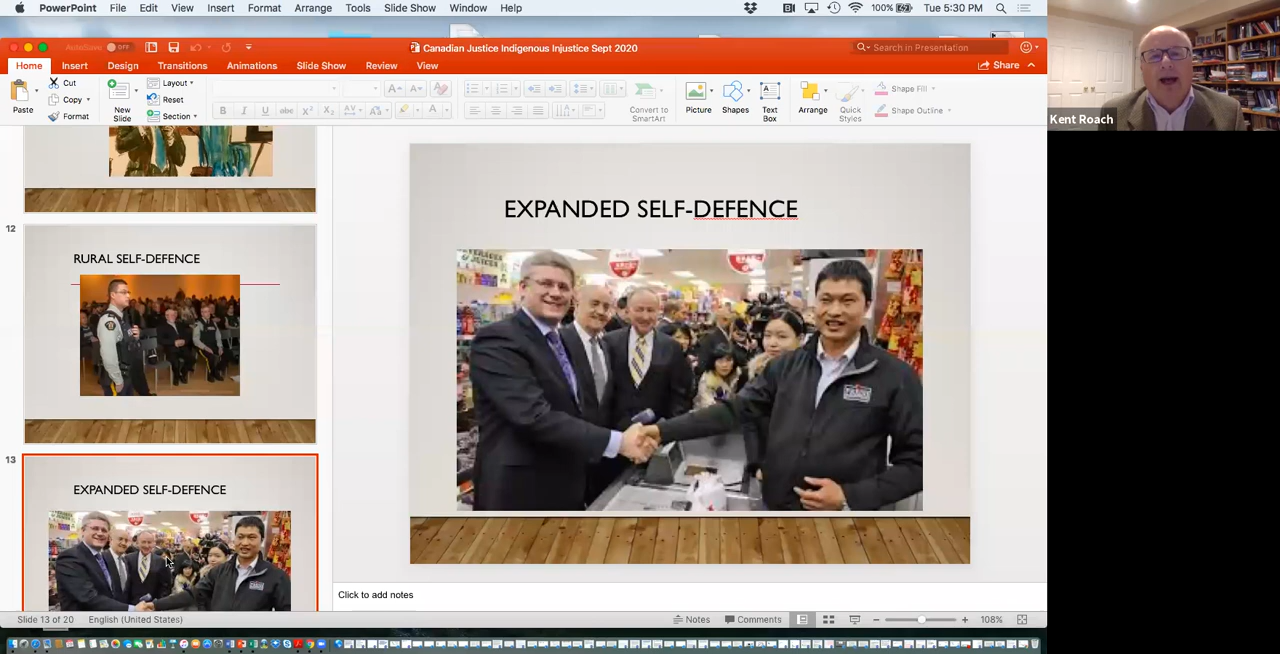 PowerPoint File Edit View Insert Format Arrange Tools Slide Show Window Help 100% Tue 5:30 PM
AutoSave OFF Canadian Justice Indigenous Injustice Sept 2020 Search in Presentation
Home Insert Design Transitions Animations Slide Show Review View Share
Paste Cut Copy Format New Slide Layout Reset Section Convert to SmartArt Picture Shapes Text Box Arrange Quick Styles Shape Fill Shape Outline
Kent Roach
12
RURAL SELF-DEFENCE
13
EXPANDED SELF-DEFENCE
EXPANDED SELF-DEFENCE
Click to add notes
Slide 13 of 20 English (United States) Notes Comments 108%